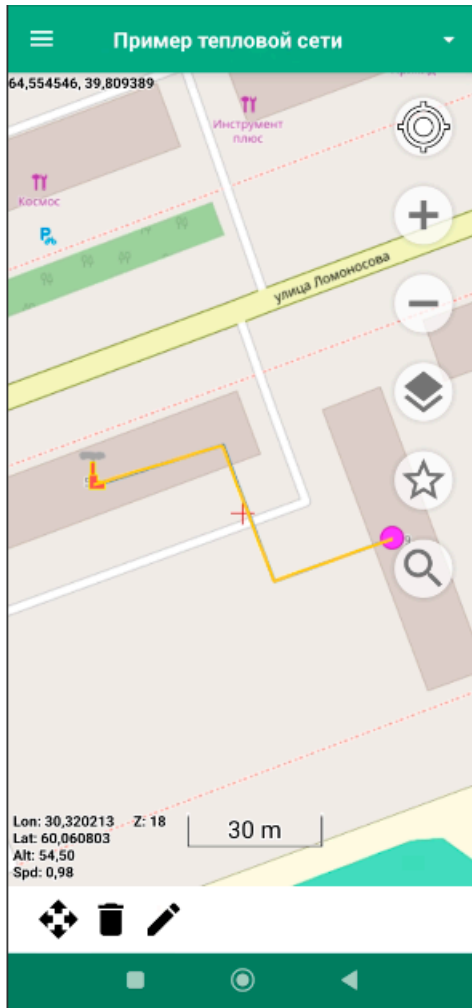 Пример тепловой сети
64,554546, 39,809389
Инструмент
плюс
Космос
P
улица Ломоносова
9
Lon: 30,320213 Z: 18
Lat: 60,060803
Alt: 54,50
Spd: 0,98
30 m